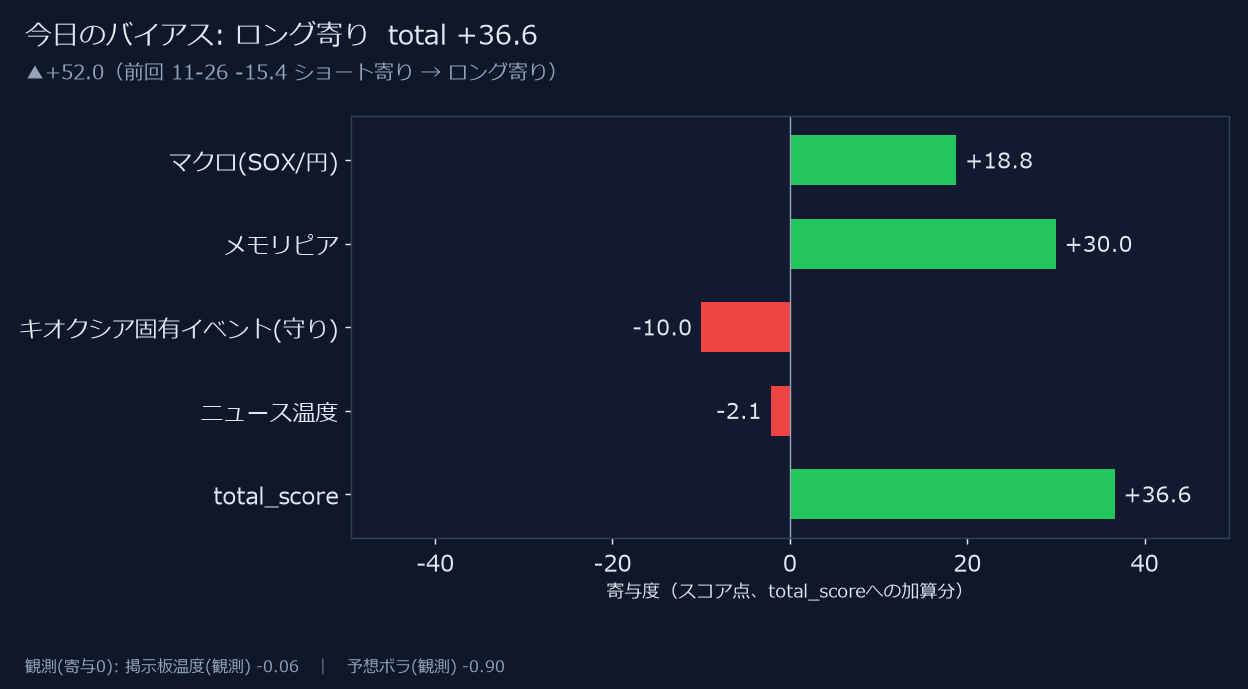 今日のバイアス: ロング寄り  total +36.6
▲+52.0（前回 11-26 -15.4 ショート寄り → ロング寄り）
マクロ(SOX/円)
+18.8
メモリピア
+30.0
キオクシア固有イベント(守り)
-10.0
ニュース温度
-2.1
total_score
+36.6
-40 -20 0 20 40
寄与度（スコア点、total_scoreへの加算分）
観測(寄与0): 掲示板温度(観測) -0.06 ｜ 予想ボラ(観測) -0.90